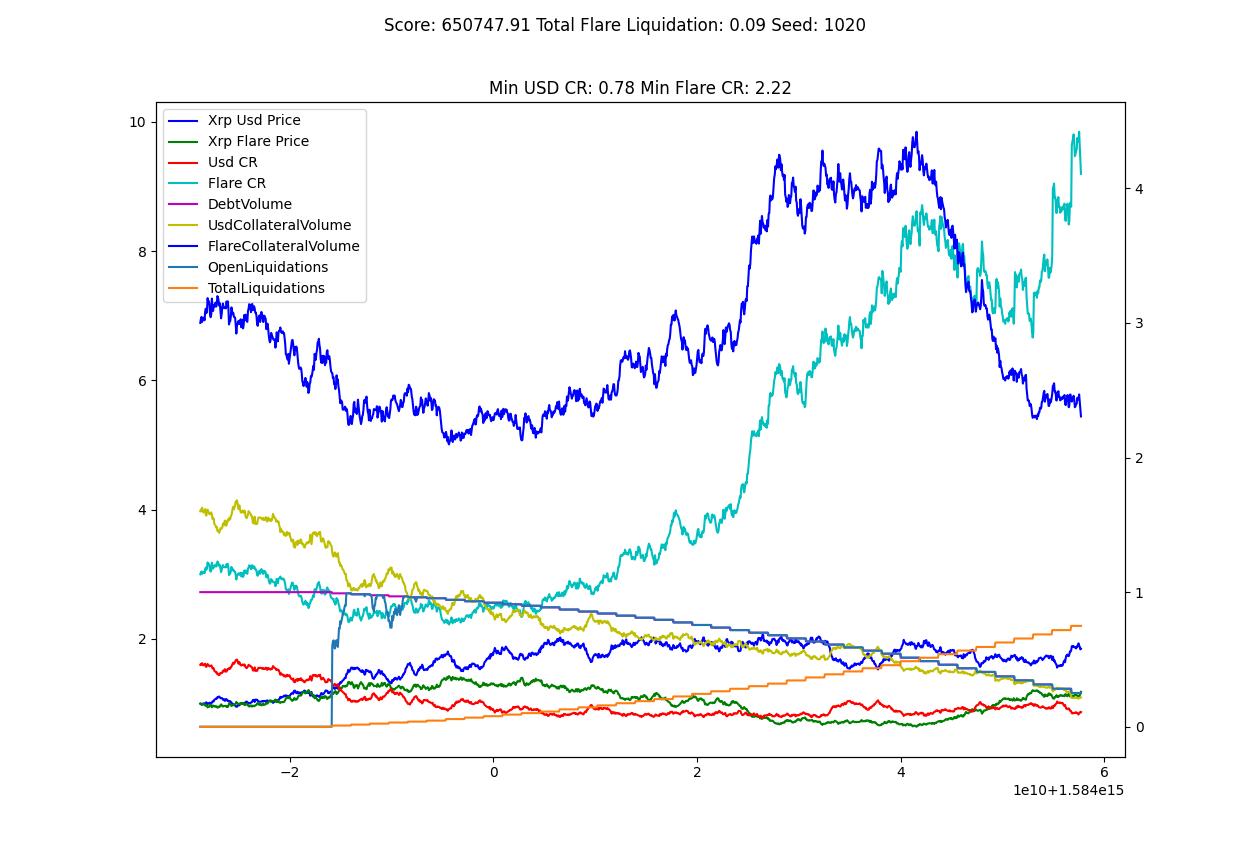 Score: 650747.91 Total Flare Liquidation: 0.09 Seed: 1020
Min USD CR: 0.78 Min Flare CR: 2.22
Xrp Usd Price
Xrp Flare Price
Usd CR
Flare CR
DebtVolume
UsdCollateralVolume
FlareCollateralVolume
OpenLiquidations
TotalLiquidations
10
8
6
4
2
4
3
2
1
0
−2
0
2
4
6
1e10+1.584e15